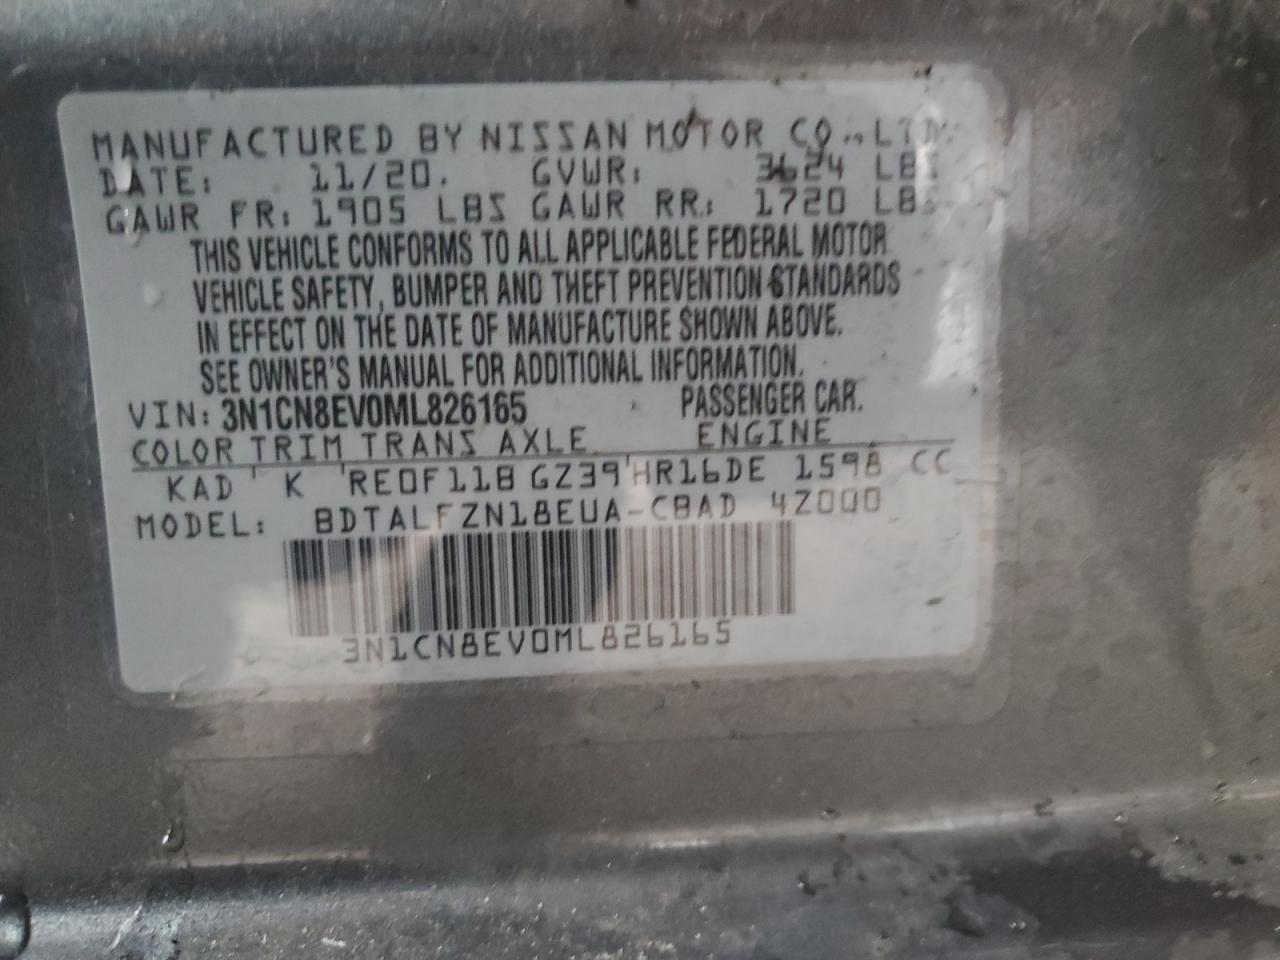 MANUFACTURED BY NISSAN MOTOR CO., LTD.
DATE: 11/20. GVWR: 3624 LBS
GAWR FR: 1905 LBS GAWR RR: 1720 LBS
THIS VEHICLE CONFORMS TO ALL APPLICABLE FEDERAL MOTOR
VEHICLE SAFETY, BUMPER AND THEFT PREVENTION STANDARDS
IN EFFECT ON THE DATE OF MANUFACTURE SHOWN ABOVE.
SEE OWNER'S MANUAL FOR ADDITIONAL INFORMATION.
VIN: 3N1CN8EV0ML826165 PASSENGER CAR.
COLOR TRIM TRANS AXLE ENGINE
KAD K RE0F11B GZ39 HR16DE 1598 CC
MODEL: BDTALFZN18EUA-CBAD 4Z000
3N1CN8EV0ML826165